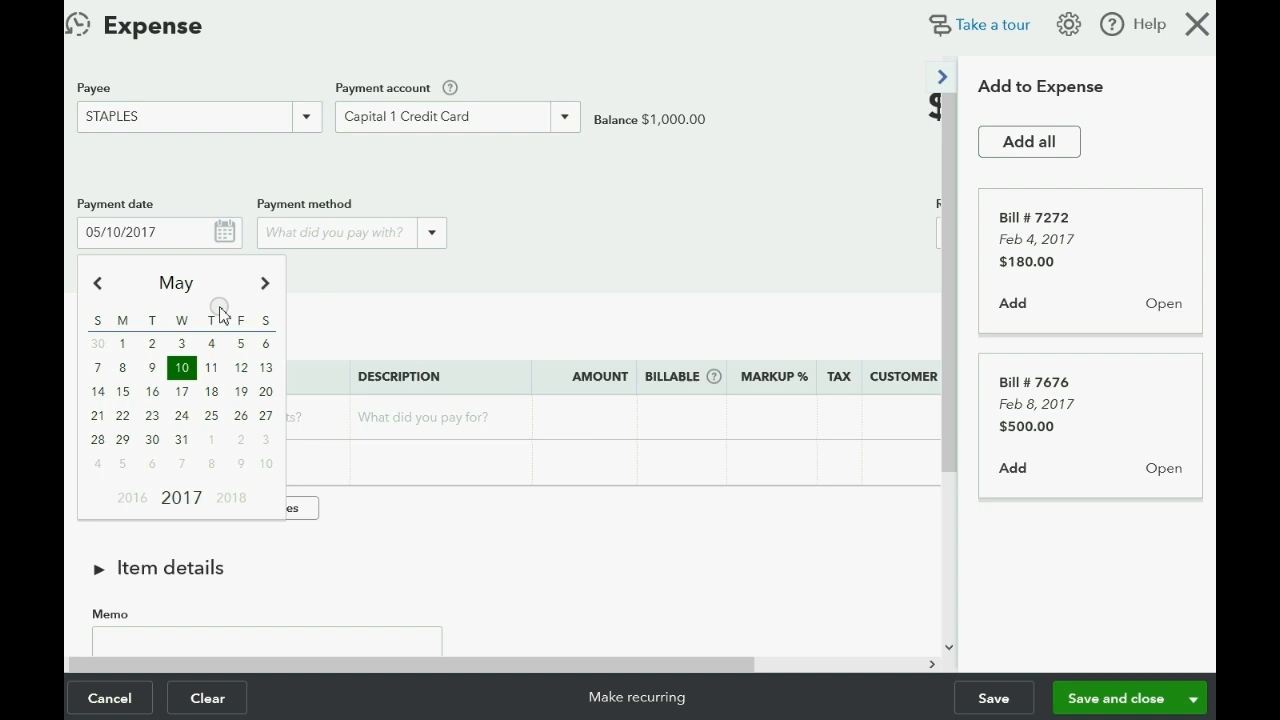 Expense
Take a tour
Help
Payee
Payment account
STAPLES
Capital 1 Credit Card
Balance $1,000.00
$
Payment date
Payment method
05/10/2017
What did you pay with?
May
S M T W T F S
30 1 2 3 4 5 6
7 8 9 10 11 12 13
14 15 16 17 18 19 20
21 22 23 24 25 26 27
28 29 30 31 1 2 3
4 5 6 7 8 9 10
2016 2017 2018
DESCRIPTION AMOUNT BILLABLE MARKUP % TAX CUSTOMER
ts? What did you pay for?
es
Item details
Memo
Add to Expense
Add all
Bill # 7272
Feb 4, 2017
$180.00
Add Open
Bill # 7676
Feb 8, 2017
$500.00
Add Open
Cancel Clear Make recurring Save Save and close